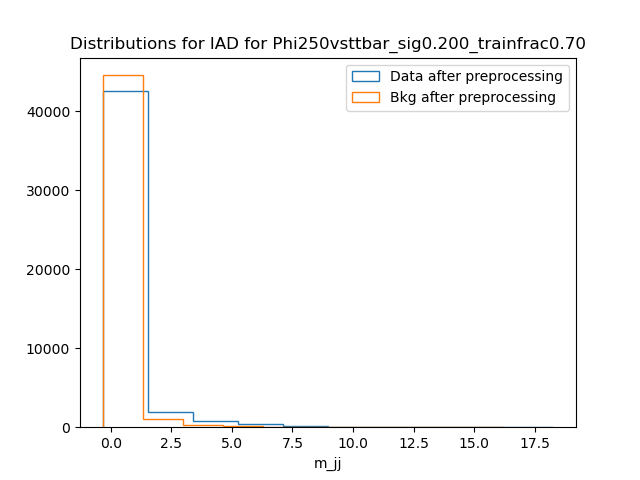 Distributions for IAD for Phi250vsttbar_sig0.200_trainfrac0.70
Data after preprocessing
Bkg after preprocessing
40000
30000
20000
10000
0
0.0 2.5 5.0 7.5 10.0 12.5 15.0 17.5
m_jj